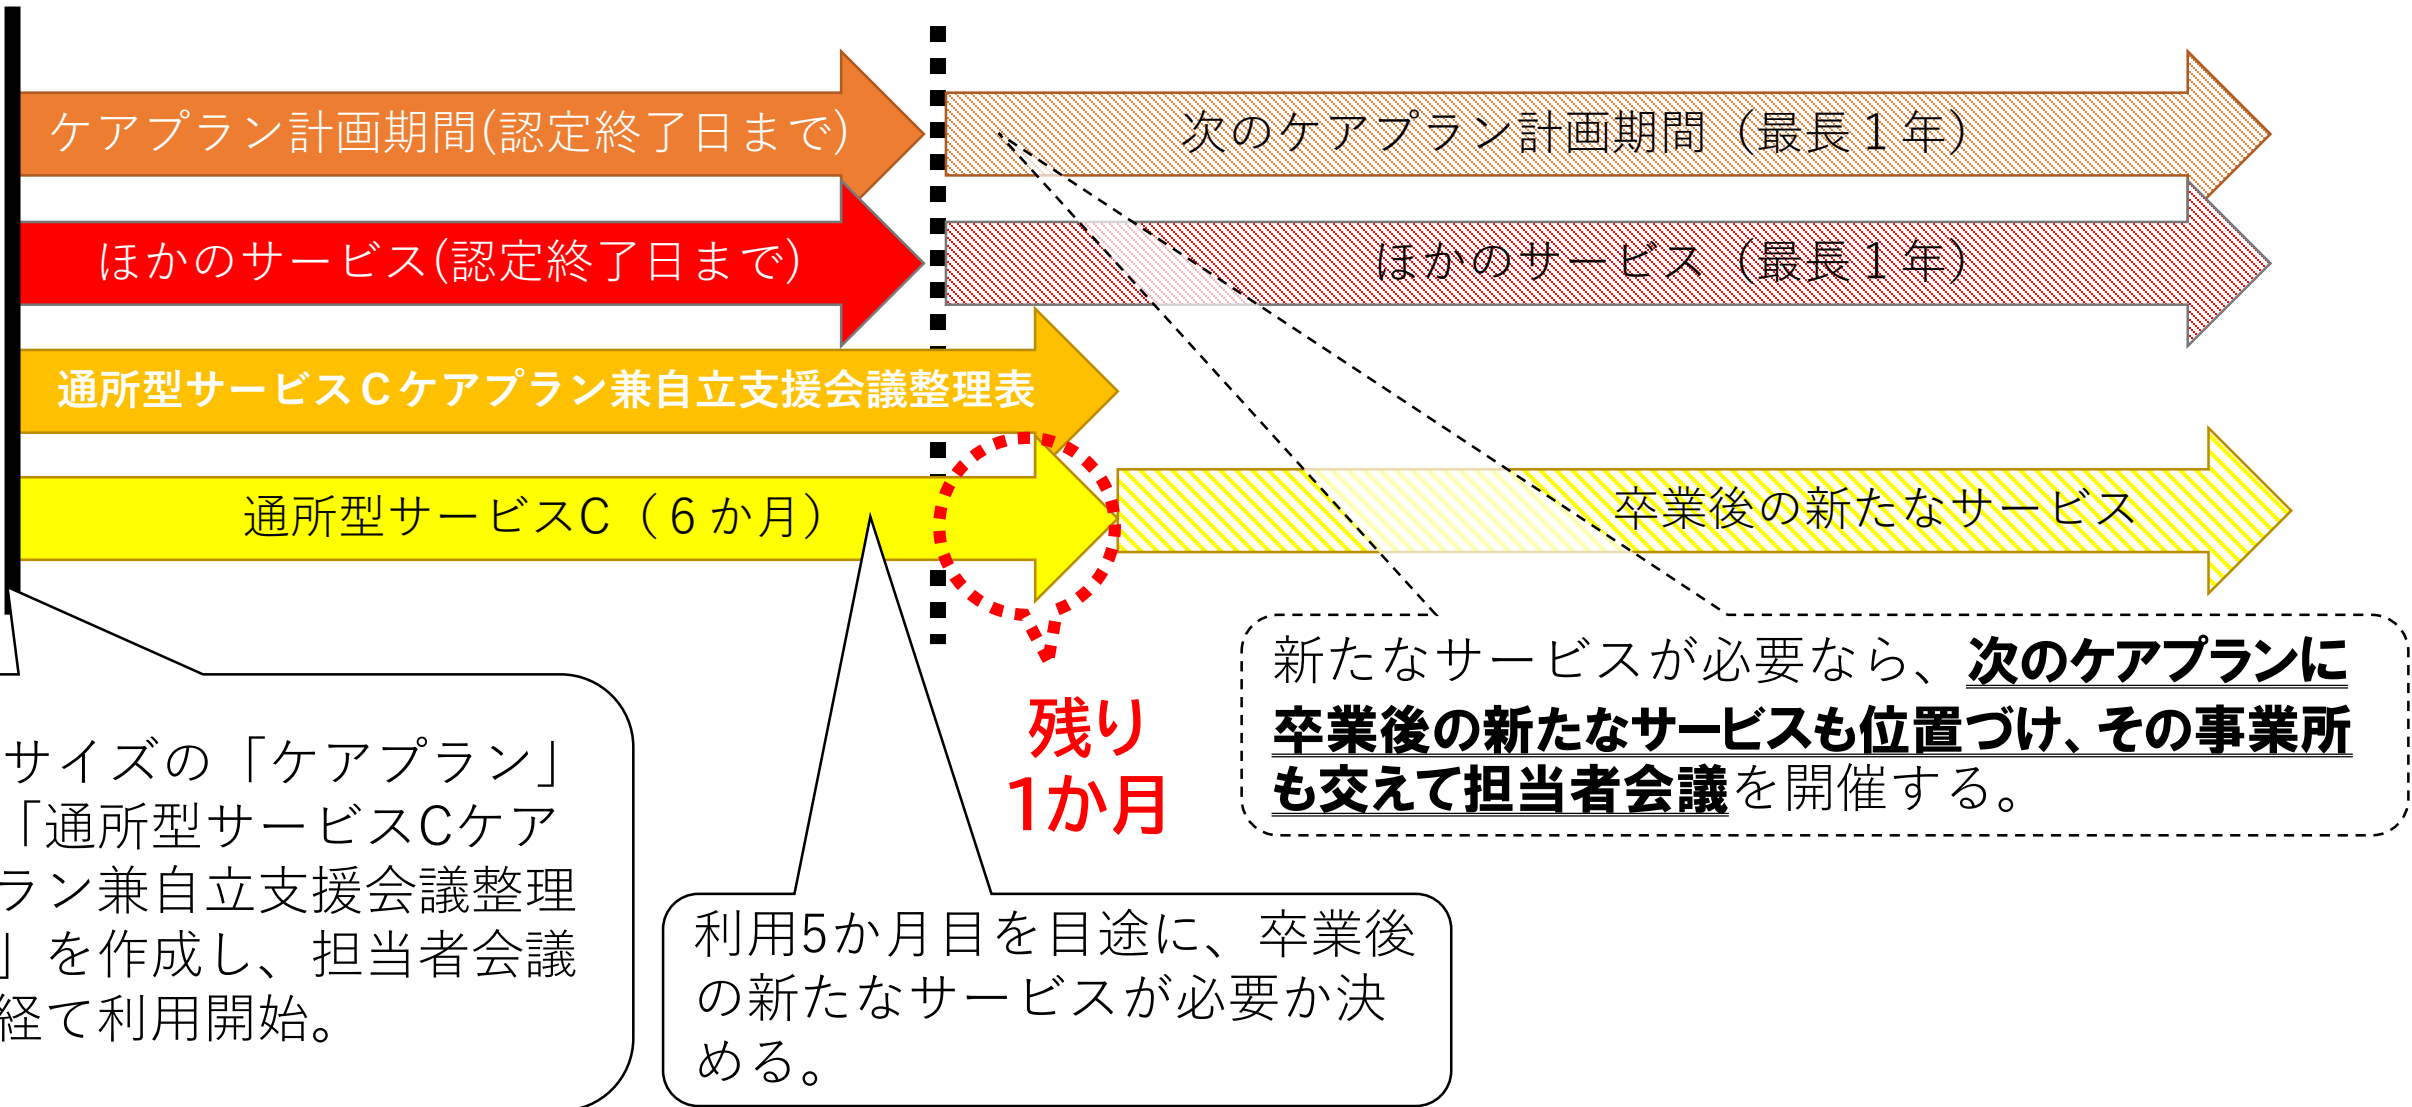 ケアプラン計画期間(認定終了日まで)
次のケアプラン計画期間（最長１年）
ほかのサービス(認定終了日まで)
ほかのサービス（最長１年）
通所型サービスＣケアプラン兼自立支援会議整理表
通所型サービスC（６か月）
卒業後の新たなサービス
残り
1か月
新たなサービスが必要なら、次のケアプランに
卒業後の新たなサービスも位置づけ、その事業所
も交えて担当者会議を開催する。
サイズの「ケアプラン」
「通所型サービスCケア
ラン兼自立支援会議整理
」を作成し、担当者会議
経て利用開始。
利用5か月目を目途に、卒業後
の新たなサービスが必要か決
める。